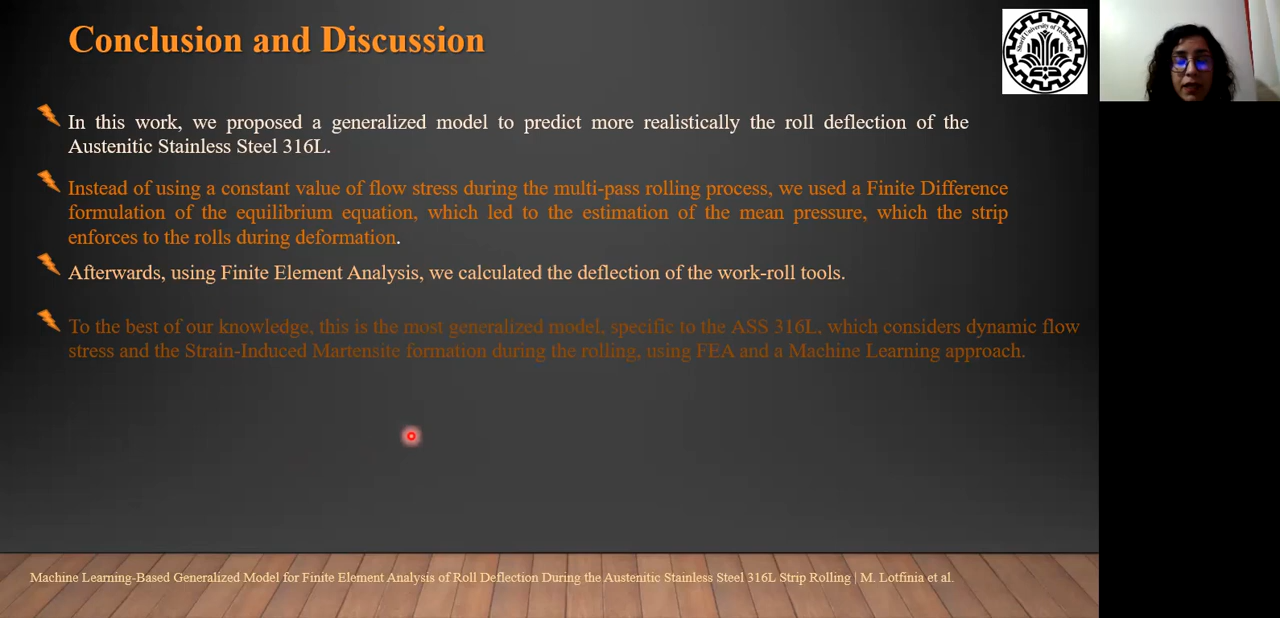 Conclusion and Discussion
Sharif University of Technology
In this work, we proposed a generalized model to predict more realistically the roll deflection of the
Austenitic Stainless Steel 316L.
Instead of using a constant value of flow stress during the multi-pass rolling process, we used a Finite Difference
formulation of the equilibrium equation, which led to the estimation of the mean pressure, which the strip
enforces to the rolls during deformation.
Afterwards, using Finite Element Analysis, we calculated the deflection of the work-roll tools.
To the best of our knowledge, this is the most generalized model, specific to the ASS 316L, which considers dynamic flow
stress and the Strain-Induced Martensite formation during the rolling, using FEA and a Machine Learning approach.
Machine Learning-Based Generalized Model for Finite Element Analysis of Roll Deflection During the Austenitic Stainless Steel 316L Strip Rolling | M. Lotfinia et al.